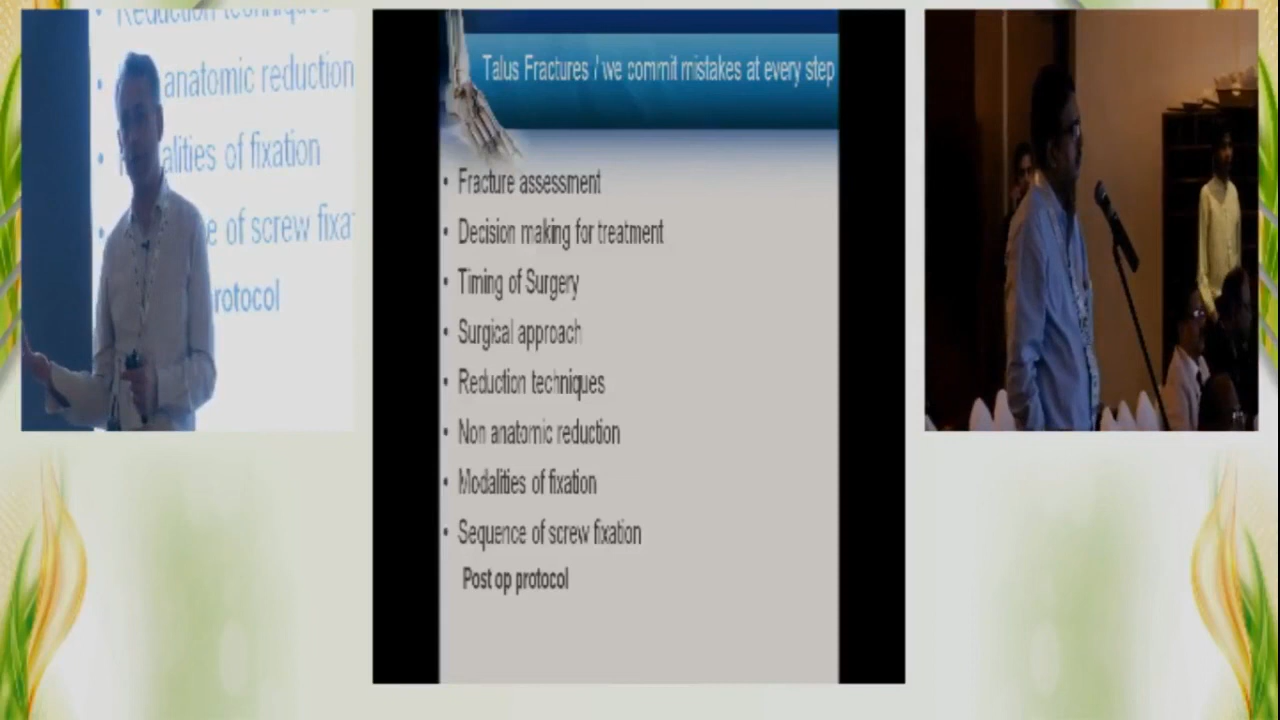 Reduction techniques
anatomic reduction
alities of fixation
e of screw fixa
rotocol
Talus Fractures / we commit mistakes at every step
• Fracture assessment
• Decision making for treatment
• Timing of Surgery
• Surgical approach
• Reduction techniques
• Non anatomic reduction
• Modalities of fixation
• Sequence of screw fixation
Post op protocol